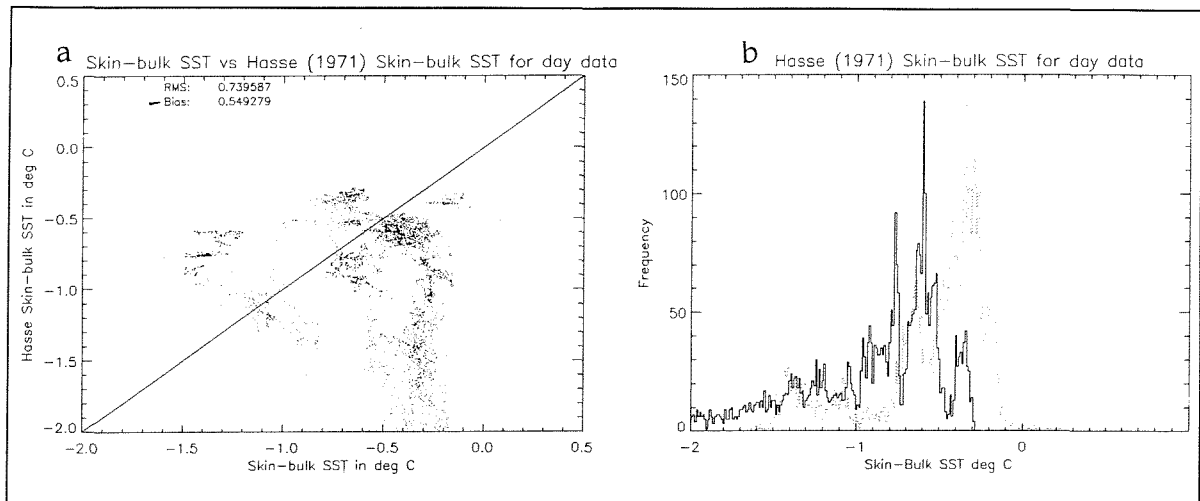 a
Skin-bulk SST vs Hasse (1971) Skin-bulk SST for day data
RMS: 0.739587
Bias: 0.549279
0.5
0.0
-0.5
-1.0
-1.5
-2.0
Hasse Skin-bulk SST in deg C
-2.0 -1.5 -1.0 -0.5 0.0 0.5
Skin-bulk SST in deg C
b
Hasse (1971) Skin-bulk SST for day data
150
100
50
0
Frequency
-2 -1 0
Skin-Bulk SST deg C